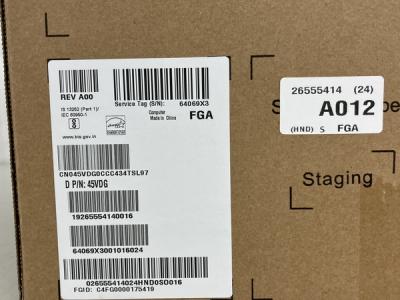 REV A00
Service Tag (S/N): 64069X3
IS 13252 (Part 1)/
IEC 60950-1
Computer
Made in China
FGA
www.bis.gov.in
CN045VDG0CCC434TSL97
D P/N: 45VDG
19265554140016
64069X3001016024
026555414024HND0SO016
FGID: C4FG0000175419
26555414 (24)
A012
(HND) S FGA
Staging